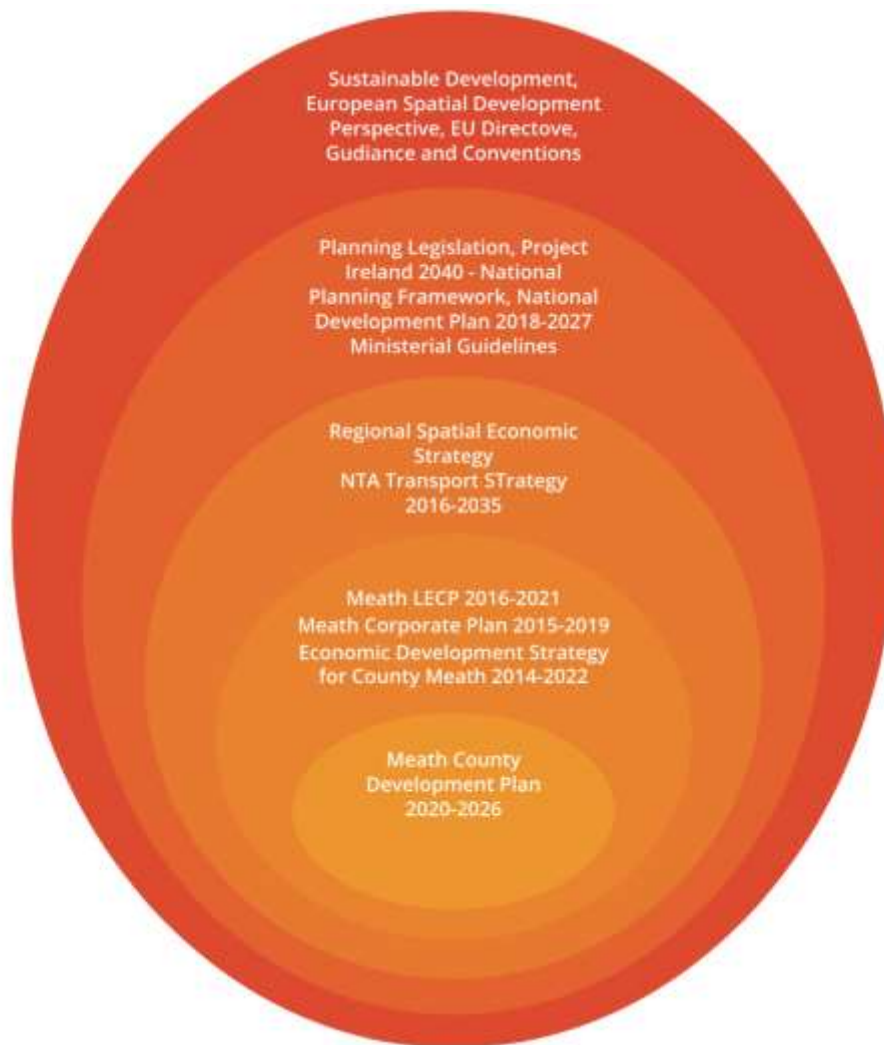 Sustainable Development,
European Spatial Development
Perspective, EU Directove,
Gudiance and Conventions
Planning Legislation, Project
Ireland 2040 - National
Planning Framework, National
Development Plan 2018-2027
Ministerial Guidelines
Regional Spatial Economic
Strategy
NTA Transport STrategy
2016-2035
Meath LECP 2016-2021
Meath Corporate Plan 2015-2019
Economic Development Strategy
for County Meath 2014-2022
Meath County
Development Plan
2020-2026